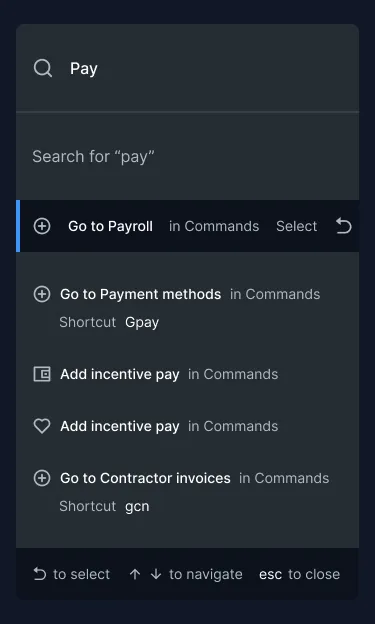 Pay
Search for “pay”
Go to Payroll in Commands Select
Go to Payment methods in Commands
Shortcut Gpay
Add incentive pay in Commands
Add incentive pay in Commands
Go to Contractor invoices in Commands
Shortcut gcn
to select ↑ ↓ to navigate esc to close